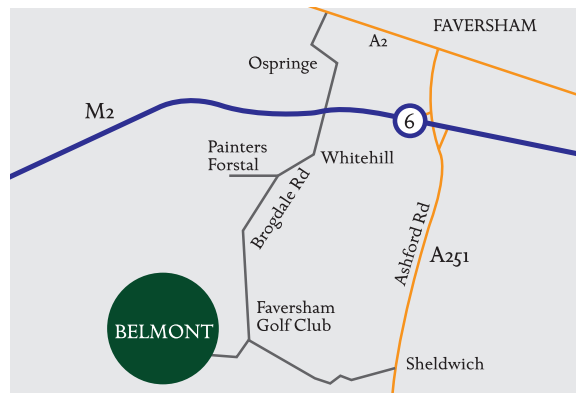 FAVERSHAM
A2
Ospringe
M2
6
Painters
Forstal
Whitehill
Brogdale Rd
Ashford Rd
A251
Faversham
Golf Club
BELMONT
Sheldwich